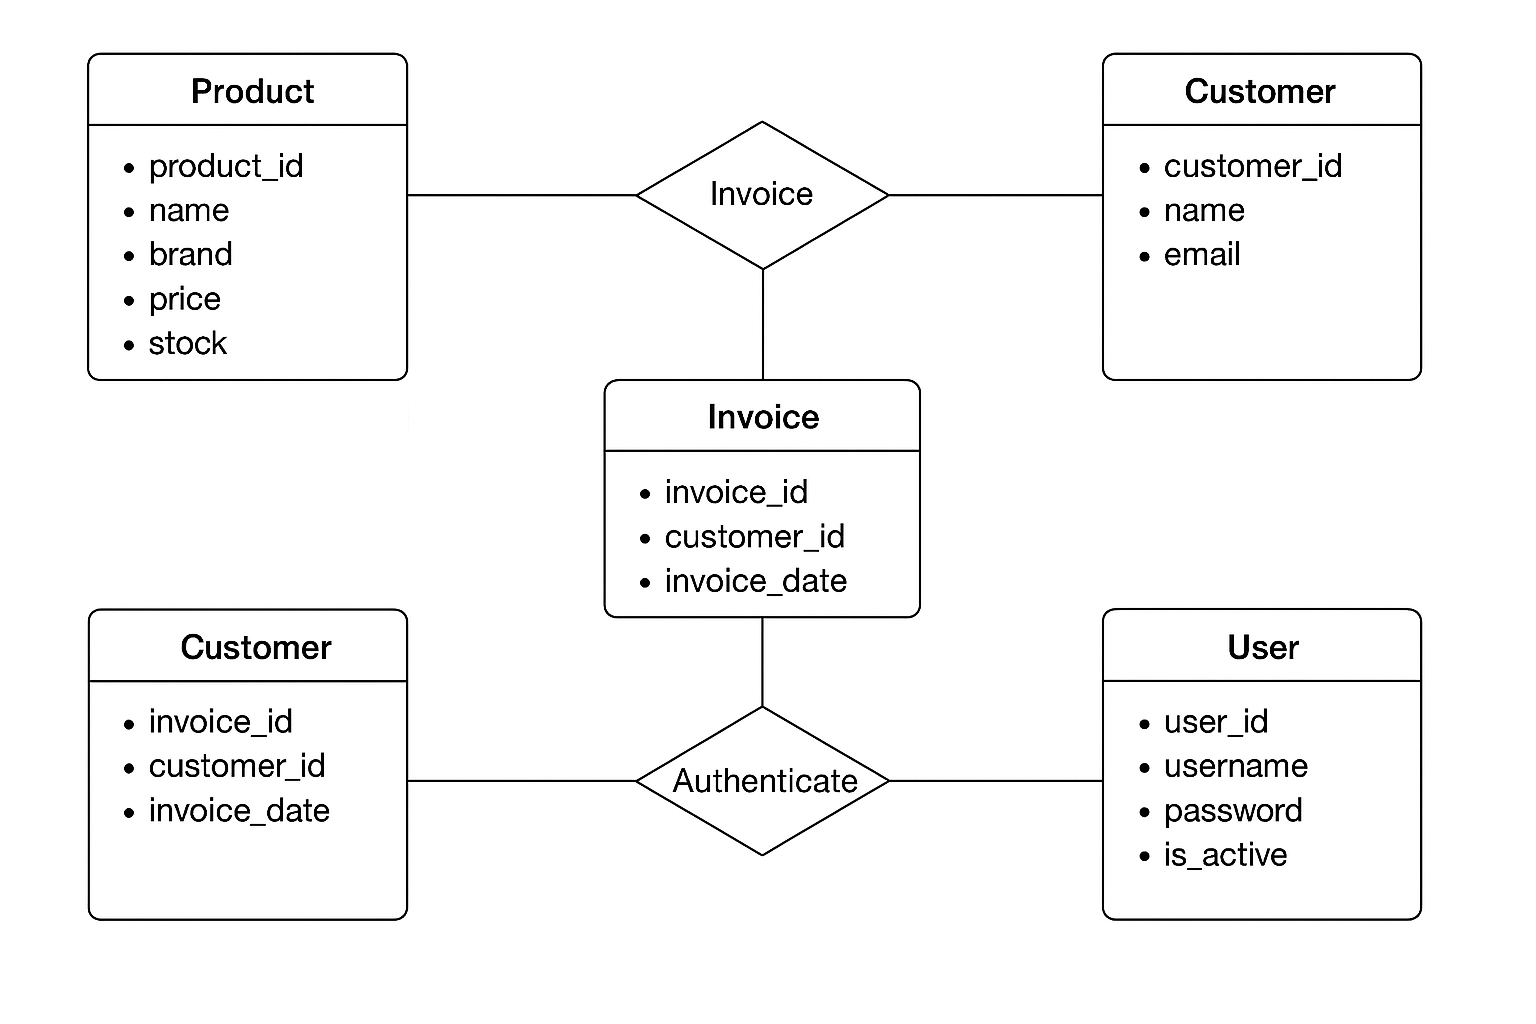 Product
• product_id
• name
• brand
• price
• stock
Invoice
Customer
• customer_id
• name
• email
Invoice
• invoice_id
• customer_id
• invoice_date
Customer
• invoice_id
• customer_id
• invoice_date
Authenticate
User
• user_id
• username
• password
• is_active